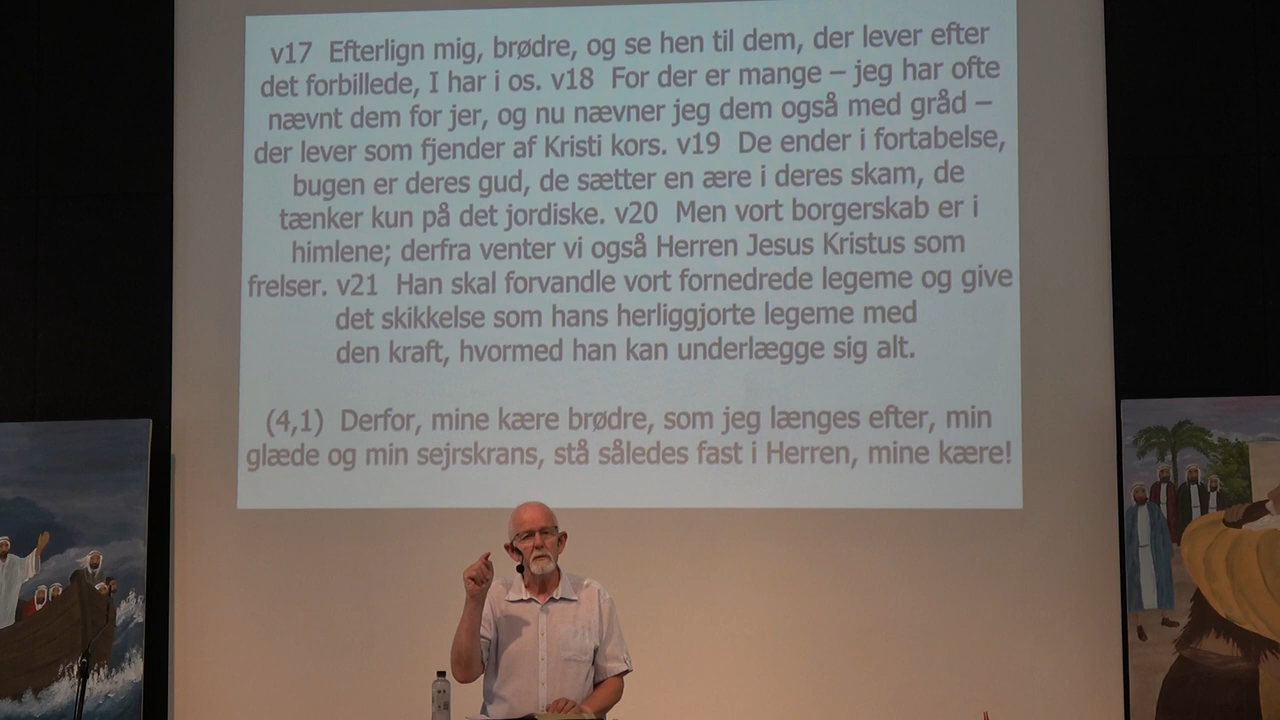 v17 Efterlign mig, brødre, og se hen til dem, der lever efter
det forbillede, I har i os. v18 For der er mange – jeg har ofte
nævnt dem for jer, og nu nævner jeg dem også med gråd –
der lever som fjender af Kristi kors. v19 De ender i fortabelse,
bugen er deres gud, de sætter en ære i deres skam, de
tænker kun på det jordiske. v20 Men vort borgerskab er i
himlene; derfra venter vi også Herren Jesus Kristus som
frelser. v21 Han skal forvandle vort fornedrede legeme og give
det skikkelse som hans herliggjorte legeme med
den kraft, hvormed han kan underlægge sig alt.
(4,1) Derfor, mine kære brødre, som jeg længes efter, min
glæde og min sejrskrans, stå således fast i Herren, mine kære!